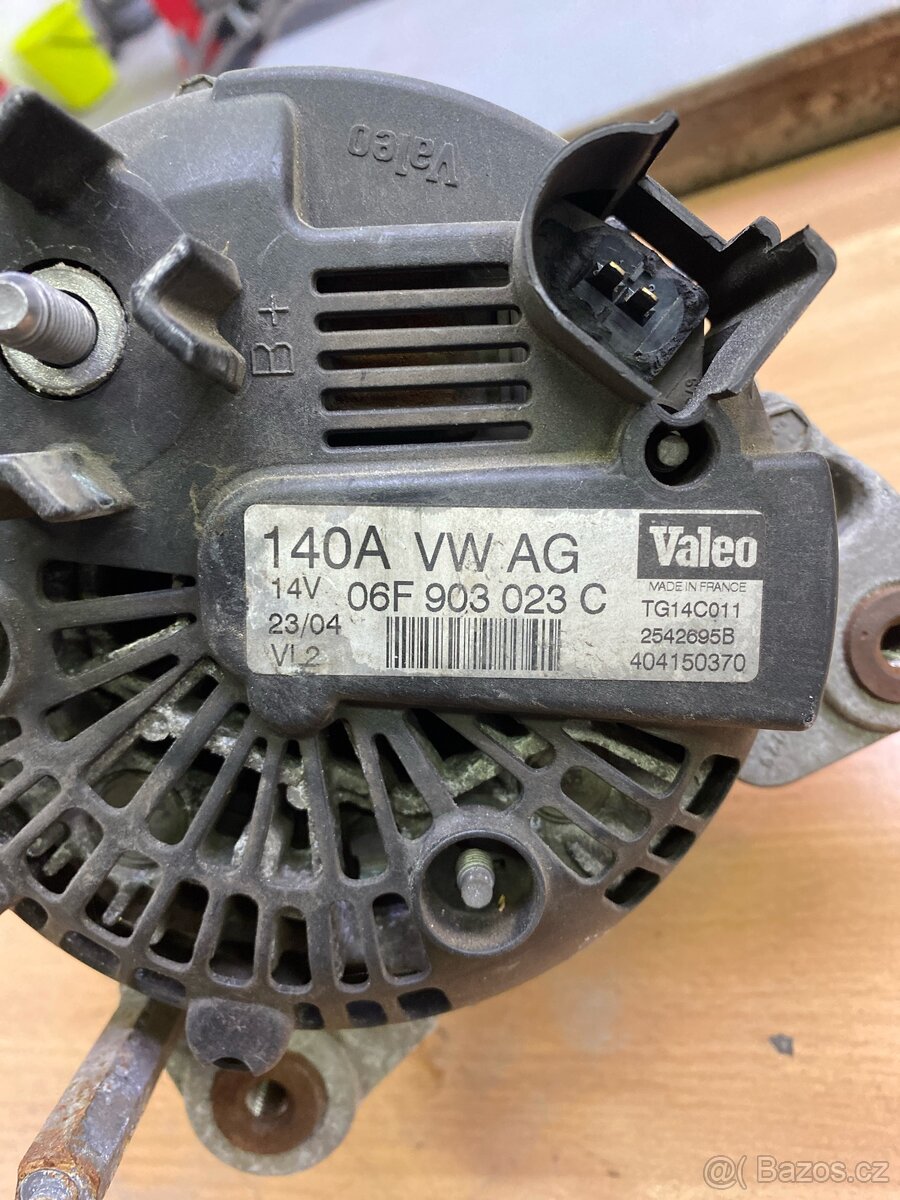 Valeo
B+
140A VW AG
14V 06F 903 023 C
23/04
VL2
Valeo
MADE IN FRANCE
TG14C011
2542695B
404150370
@ Bazos.cz